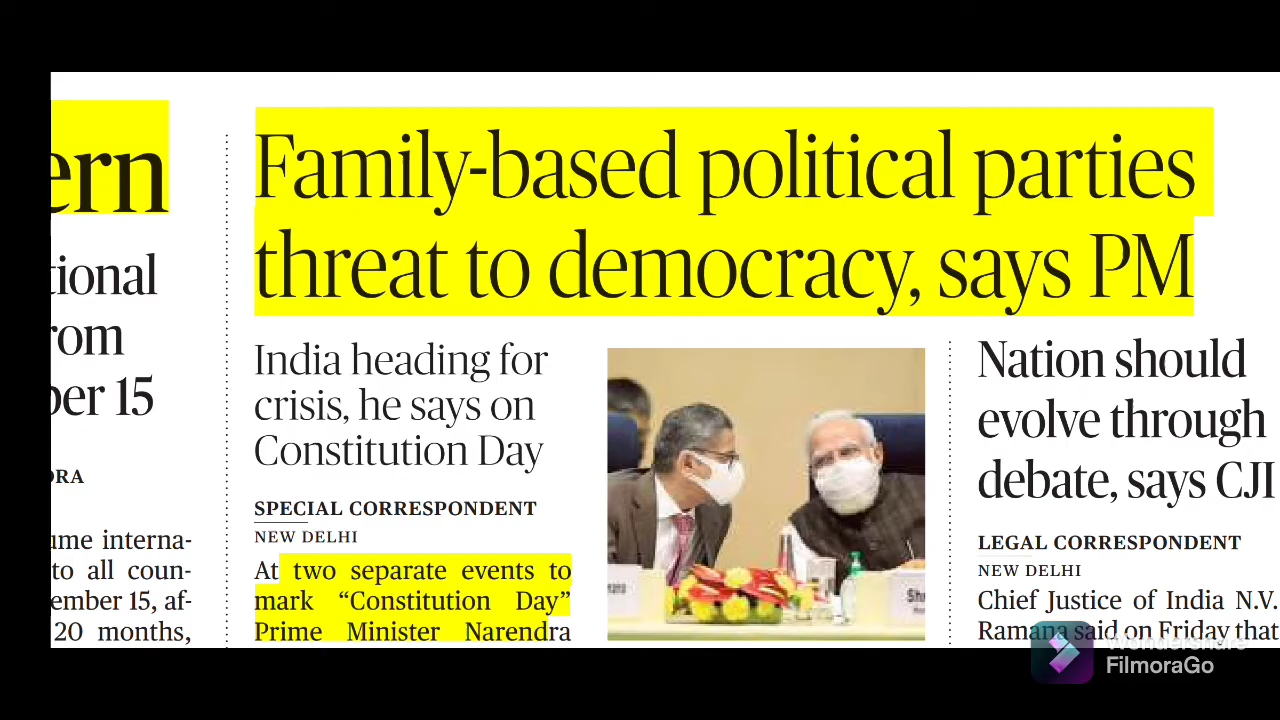 ern
tional
rom
ber 15
ORA
ume interna-
to all coun-
ember 15, af-
20 months,
Family-based political parties
threat to democracy, says PM
India heading for
crisis, he says on
Constitution Day
SPECIAL CORRESPONDENT
NEW DELHI
At two separate events to
mark “Constitution Day”
Prime Minister Narendra
Nation should
evolve through
debate, says CJI
LEGAL CORRESPONDENT
NEW DELHI
Chief Justice of India N.V.
Ramana said on Friday that
Wondershare
FilmoraGo